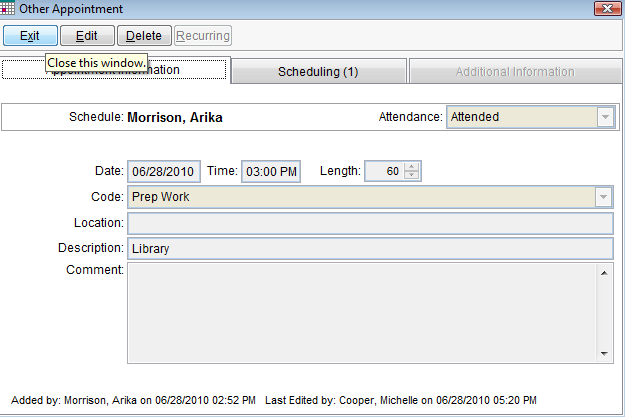 Other Appointment
Exit Edit Delete Recurring
Close this window.
Information Scheduling (1) Additional Information
Schedule: Morrison, Arika Attendance: Attended
Date: 06/28/2010 Time: 03:00 PM Length: 60
Code: Prep Work
Location:
Description: Library
Comment:
Added by: Morrison, Arika on 06/28/2010 02:52 PM Last Edited by: Cooper, Michelle on 06/28/2010 05:20 PM